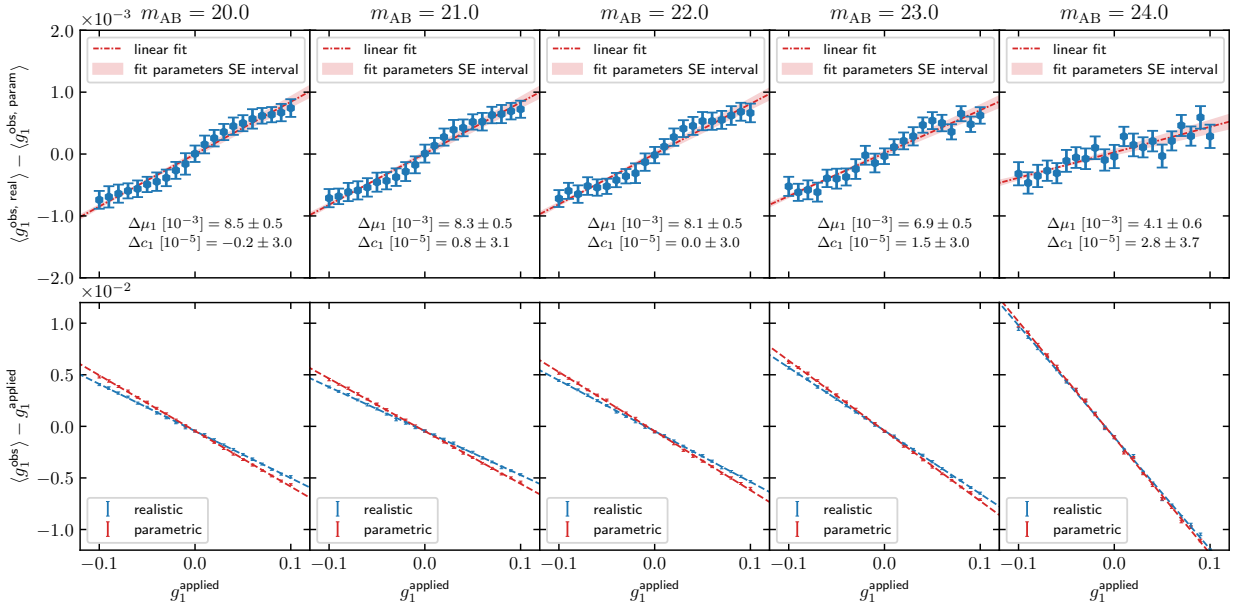 ×10⁻³ m_AB = 20.0 m_AB = 21.0 m_AB = 22.0 m_AB = 23.0 m_AB = 24.0
2.0
1.0
0.0
−1.0
−2.0
⟨g₁^obs, real⟩ − ⟨g₁^obs, param⟩
linear fit
fit parameters SE interval
Δμ₁ [10⁻³] = 8.5 ± 0.5
Δc₁ [10⁻⁵] = −0.2 ± 3.0
linear fit
fit parameters SE interval
Δμ₁ [10⁻³] = 8.3 ± 0.5
Δc₁ [10⁻⁵] = 0.8 ± 3.1
linear fit
fit parameters SE interval
Δμ₁ [10⁻³] = 8.1 ± 0.5
Δc₁ [10⁻⁵] = 0.0 ± 3.0
linear fit
fit parameters SE interval
Δμ₁ [10⁻³] = 6.9 ± 0.5
Δc₁ [10⁻⁵] = 1.5 ± 3.0
linear fit
fit parameters SE interval
Δμ₁ [10⁻³] = 4.1 ± 0.6
Δc₁ [10⁻⁵] = 2.8 ± 3.7
×10⁻²
1.0
0.5
0.0
−0.5
−1.0
⟨g₁^obs⟩ − g₁^applied
realistic
parametric
realistic
parametric
realistic
parametric
realistic
parametric
realistic
parametric
−0.1 0.0 0.1 −0.1 0.0 0.1 −0.1 0.0 0.1 −0.1 0.0 0.1 −0.1 0.0 0.1
g₁^applied g₁^applied g₁^applied g₁^applied g₁^applied